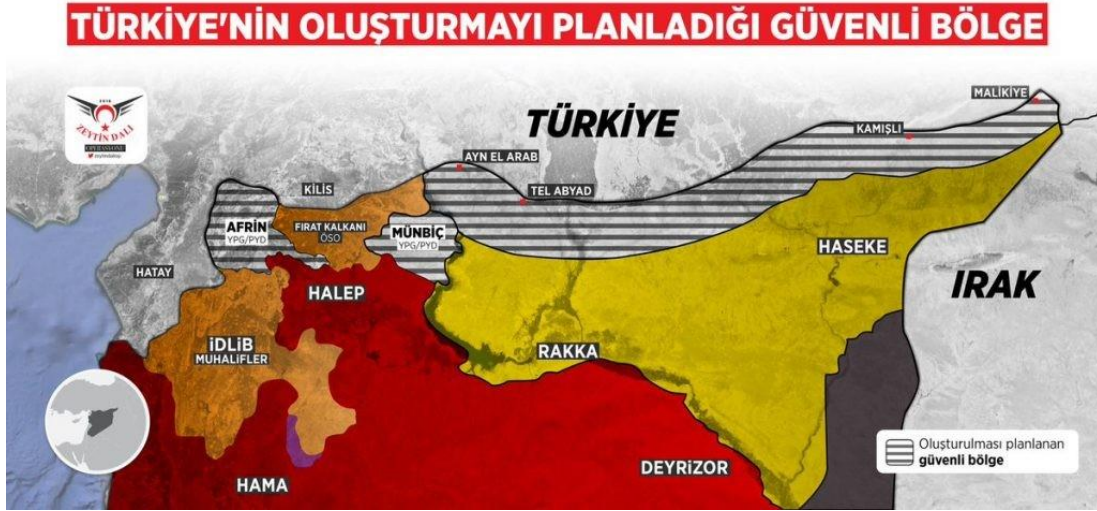 TÜRKİYE'NİN OLUŞTURMAYI PLANLADIĞI GÜVENLİ BÖLGE
2018
ZEYTİN DALI
OPERASYONU
MALİKİYE
TÜRKİYE
KAMIŞLI
AYN EL ARAB
KİLİS
TEL ABYAD
AFRİN
YPG/PYD
FIRAT KALKANI
ÖSO
MÜNBİÇ
YPG/PYD
HATAY
HASEKE
IRAK
HALEP
İDLİB
MUHALİFLER
RAKKA
Oluşturulması planlanan
güvenli bölge
DEYRİZOR
HAMA